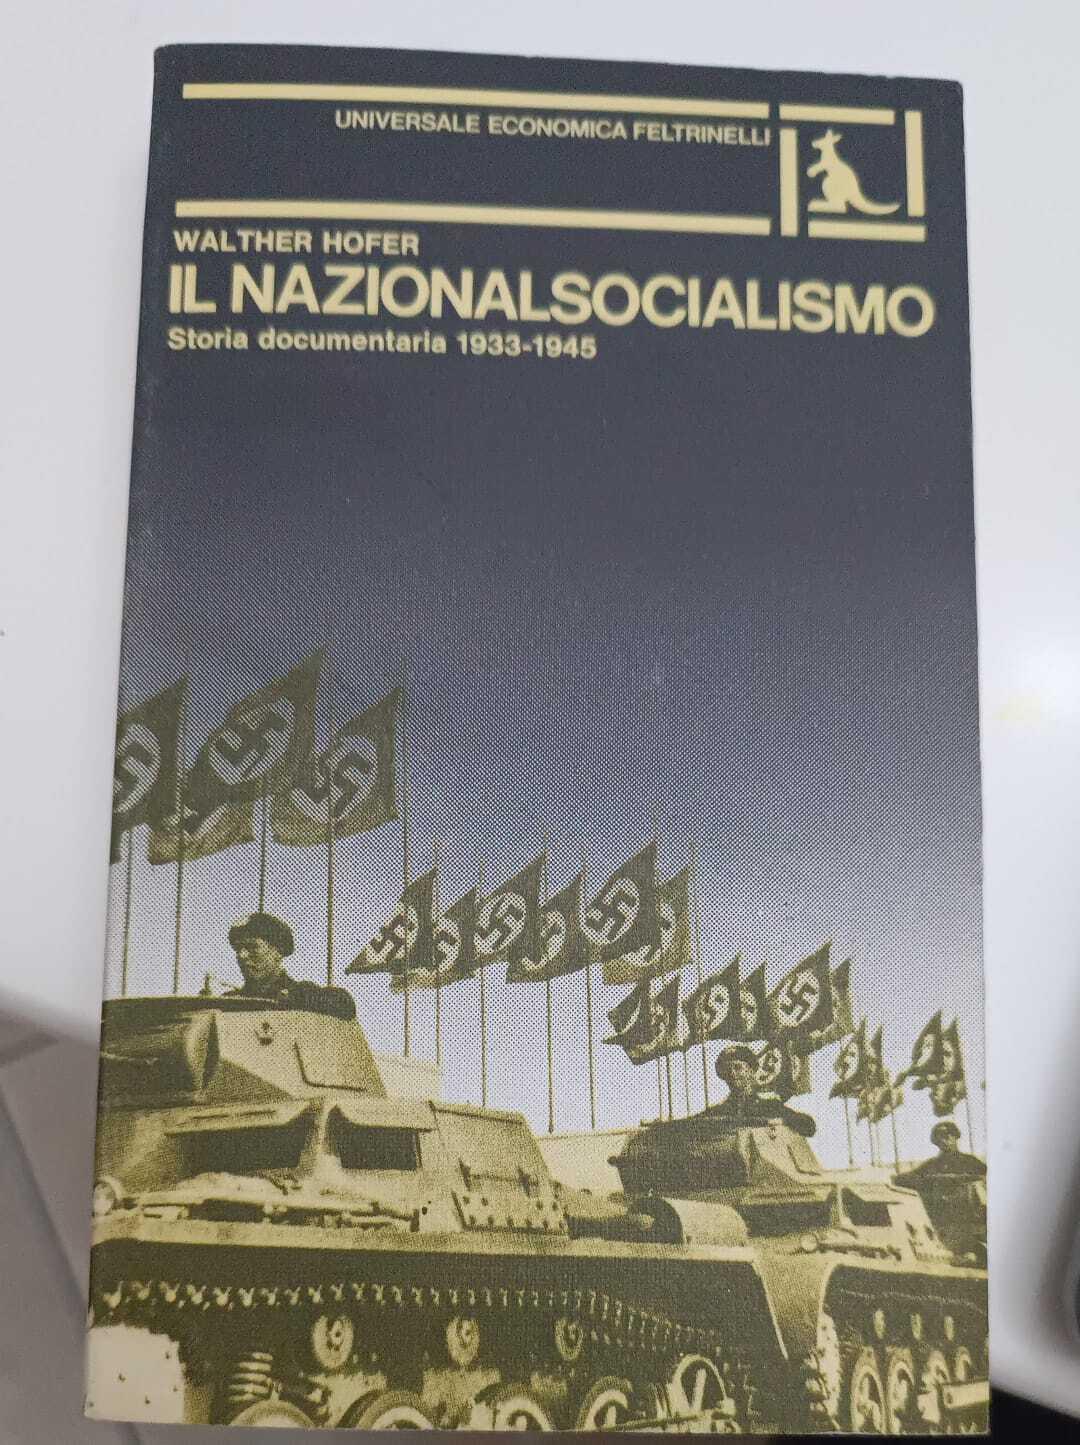 UNIVERSALE ECONOMICA FELTRINELLI
WALTHER HOFER
IL NAZIONALSOCIALISMO
Storia documentaria 1933-1945